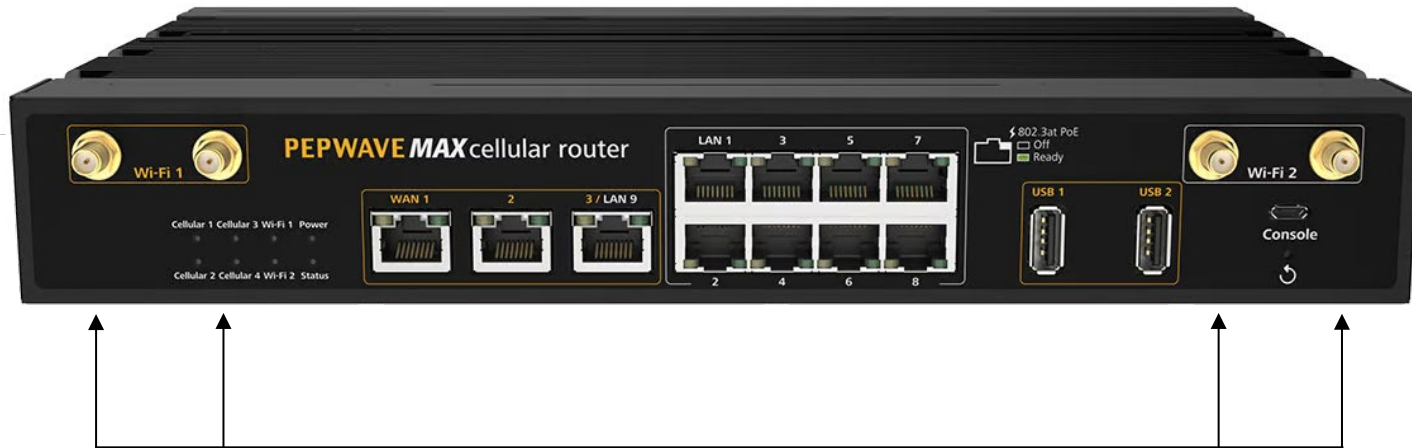 Wi-Fi 1
PEPWAVE MAX cellular router
LAN 1 3 5 7
802.3at PoE
Off
Ready
Wi-Fi 2
WAN 1 2 3 / LAN 9
USB 1 USB 2
Cellular 1 Cellular 3 Wi-Fi 1 Power
Console
Cellular 2 Cellular 4 Wi-Fi 2 Status
2 4 6 8